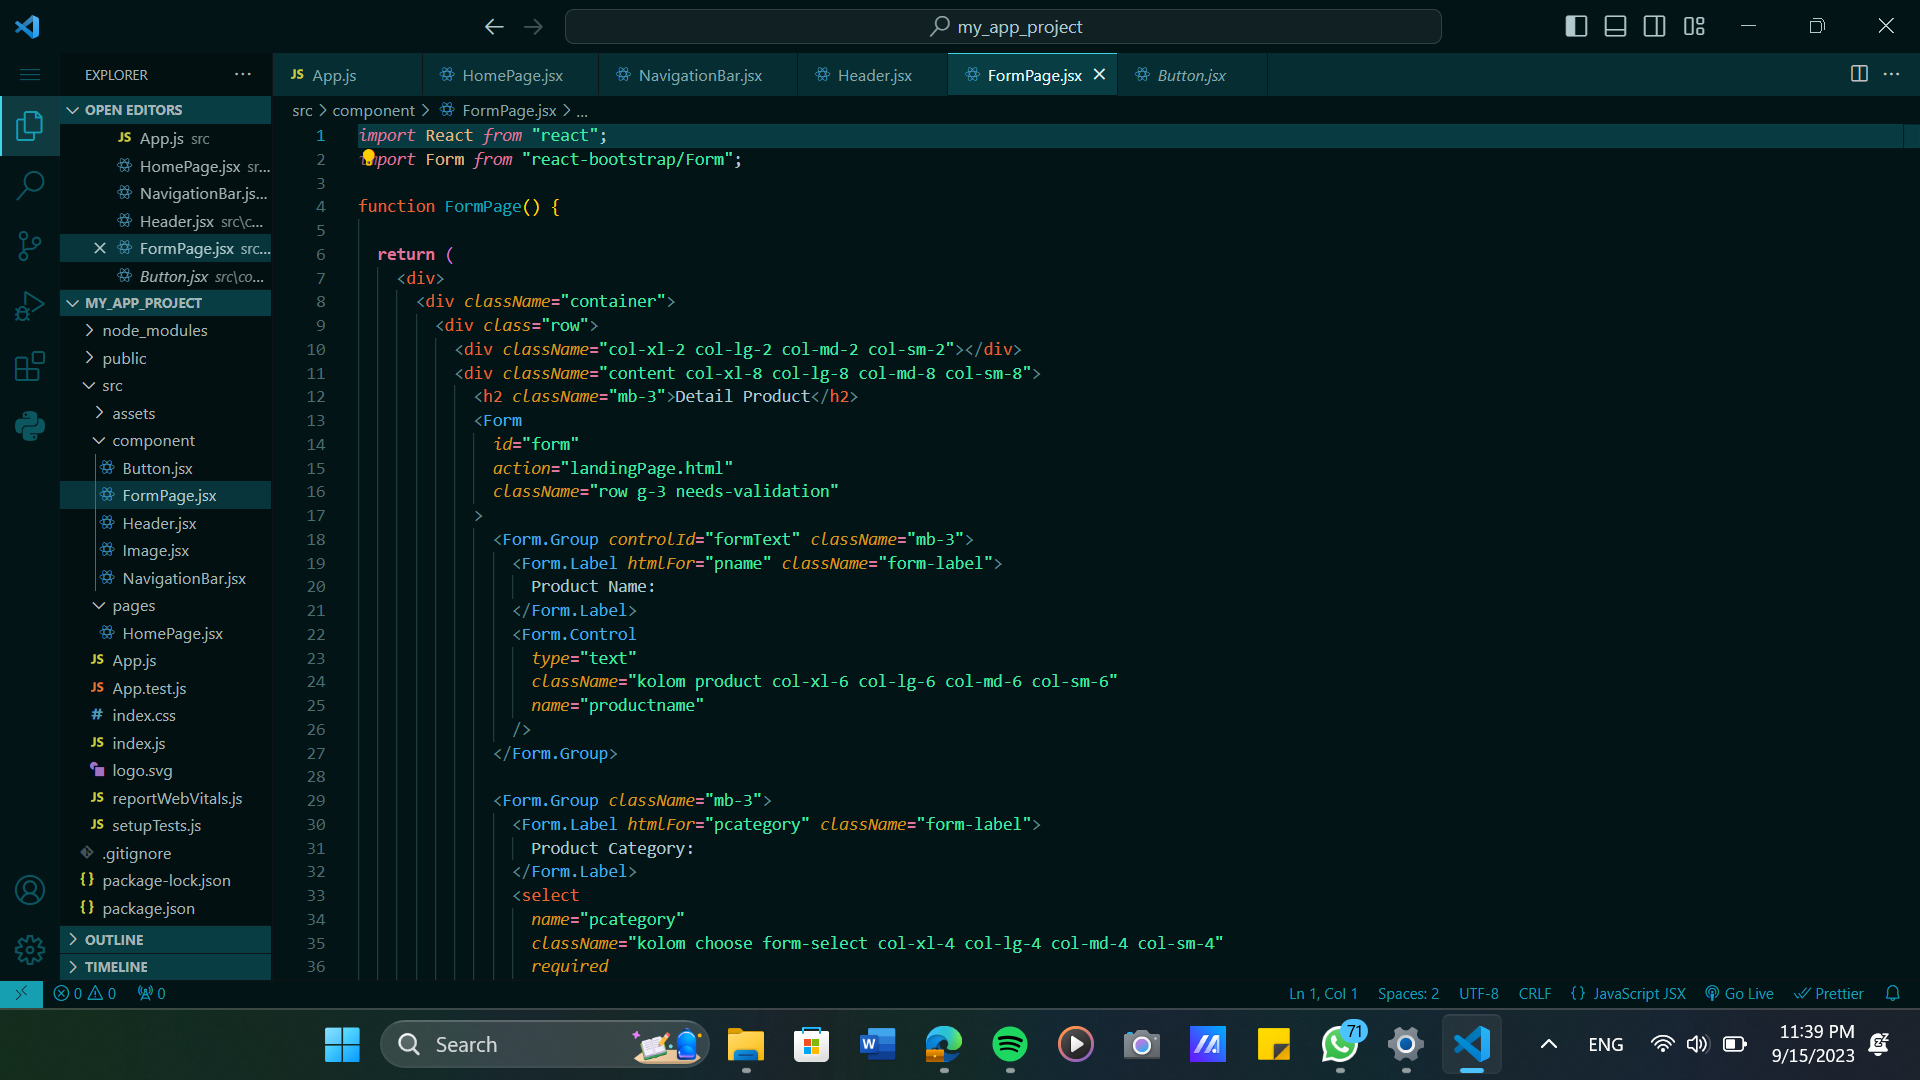 my_app_project
EXPLORER
JS App.js
HomePage.jsx
NavigationBar.jsx
Header.jsx
FormPage.jsx
Button.jsx
OPEN EDITORS
JS App.js src
HomePage.jsx sr...
NavigationBar.js...
Header.jsx src\c...
FormPage.jsx src...
Button.jsx src\co...
MY_APP_PROJECT
node_modules
public
src
assets
component
Button.jsx
FormPage.jsx
Header.jsx
Image.jsx
NavigationBar.jsx
pages
HomePage.jsx
JS App.js
JS App.test.js
# index.css
JS index.js
logo.svg
JS reportWebVitals.js
JS setupTests.js
.gitignore
{} package-lock.json
{} package.json
OUTLINE
TIMELINE
src > component > FormPage.jsx > ...
1 import React from "react";
2 import Form from "react-bootstrap/Form";
3
4 function FormPage() {
5
6 return (
7 <div>
8 <div className="container">
9 <div class="row">
10 <div className="col-xl-2 col-lg-2 col-md-2 col-sm-2"></div>
11 <div className="content col-xl-8 col-lg-8 col-md-8 col-sm-8">
12 <h2 className="mb-3">Detail Product</h2>
13 <Form
14 id="form"
15 action="landingPage.html"
16 className="row g-3 needs-validation"
17 >
18 <Form.Group controlId="formText" className="mb-3">
19 <Form.Label htmlFor="pname" className="form-label">
20 Product Name:
21 </Form.Label>
22 <Form.Control
23 type="text"
24 className="kolom product col-xl-6 col-lg-6 col-md-6 col-sm-6"
25 name="productname"
26 />
27 </Form.Group>
28
29 <Form.Group className="mb-3">
30 <Form.Label htmlFor="pcategory" className="form-label">
31 Product Category:
32 </Form.Label>
33 <select
34 name="pcategory"
35 className="kolom choose form-select col-xl-4 col-lg-4 col-md-4 col-sm-4"
36 required
0 0 0
Ln 1, Col 1 Spaces: 2 UTF-8 CRLF {} JavaScript JSX Go Live Prettier
Search
W
71
ENG
11:39 PM
9/15/2023